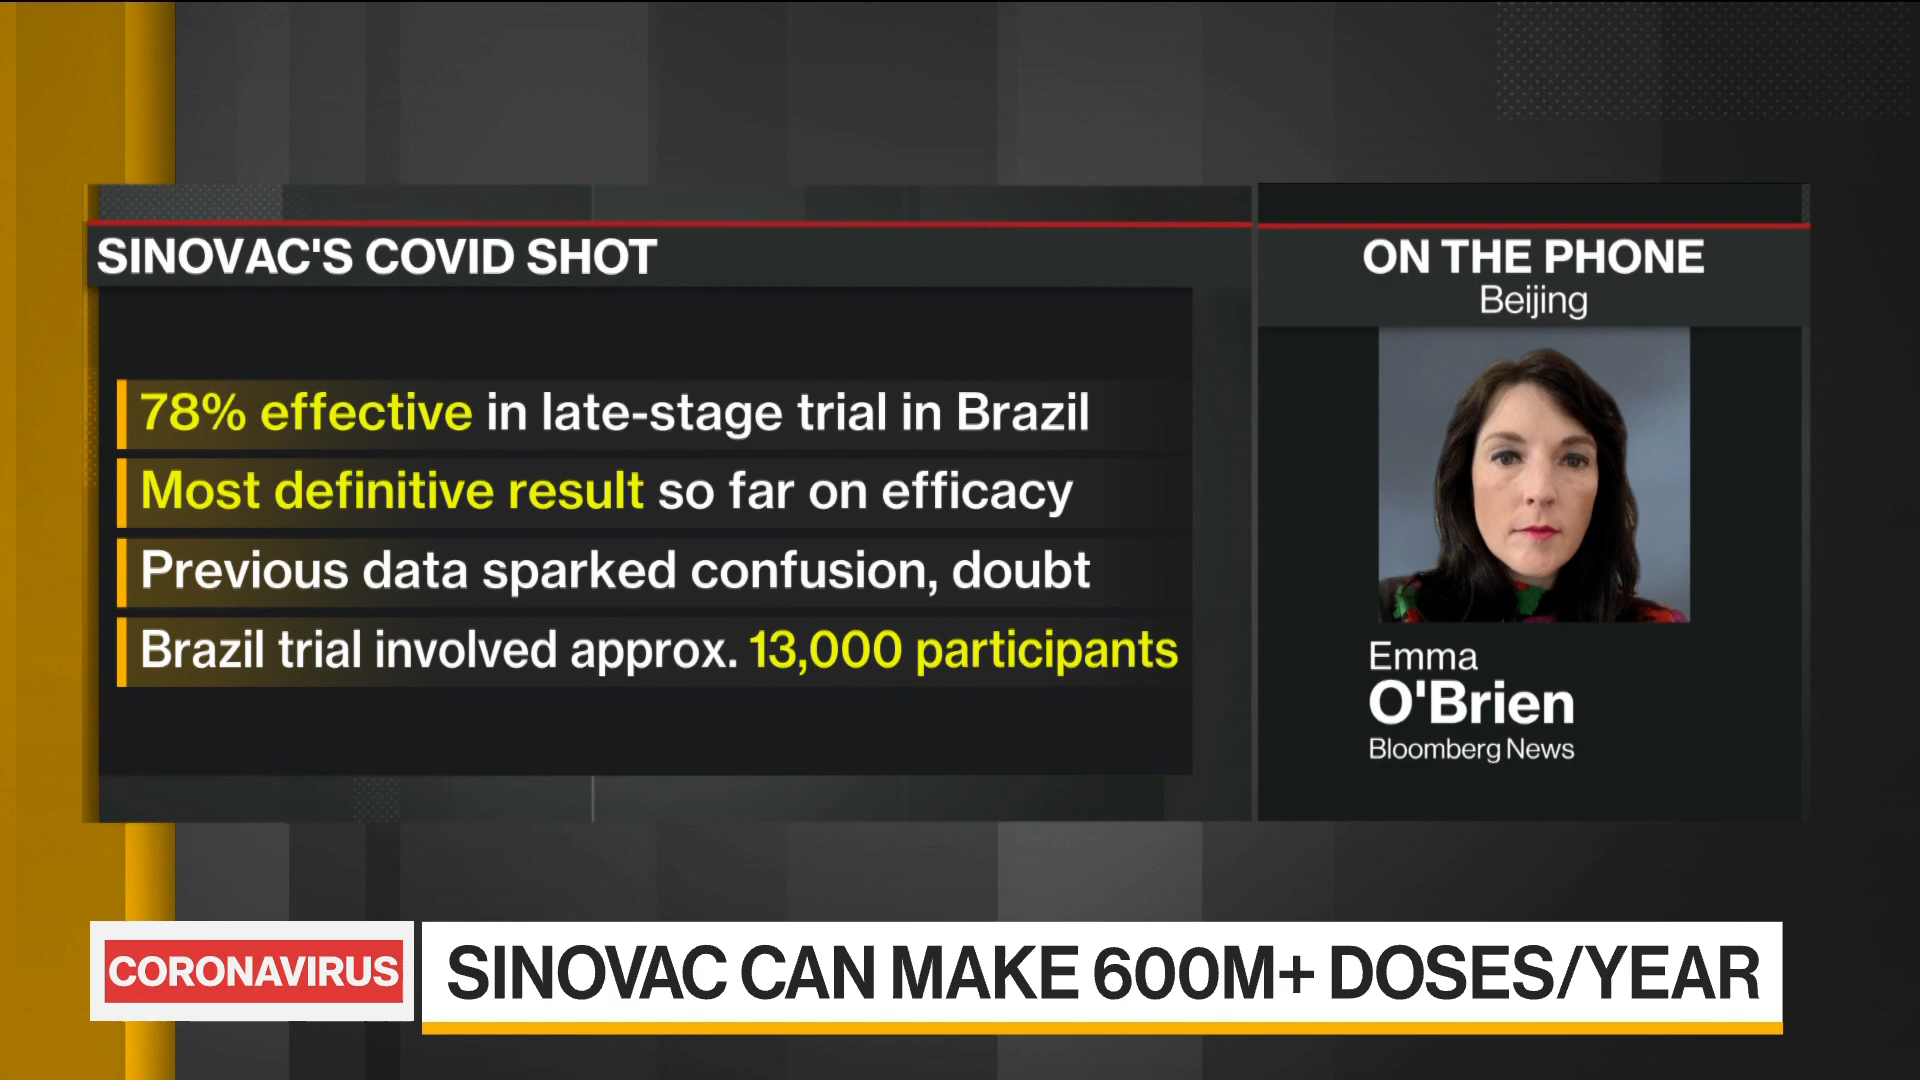 SINOVAC'S COVID SHOT
78% effective in late-stage trial in Brazil
Most definitive result so far on efficacy
Previous data sparked confusion, doubt
Brazil trial involved approx. 13,000 participants
ON THE PHONE
Beijing
Emma
O'Brien
Bloomberg News
CORONAVIRUS
SINOVAC CAN MAKE 600M+ DOSES/YEAR